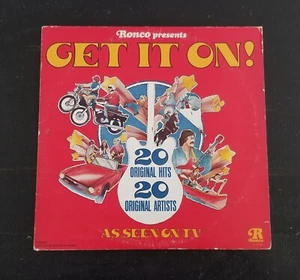 Ronco presents
GET IT ON!
20
ORIGINAL HITS
20
ORIGINAL ARTISTS
AS SEEN ON TV
R